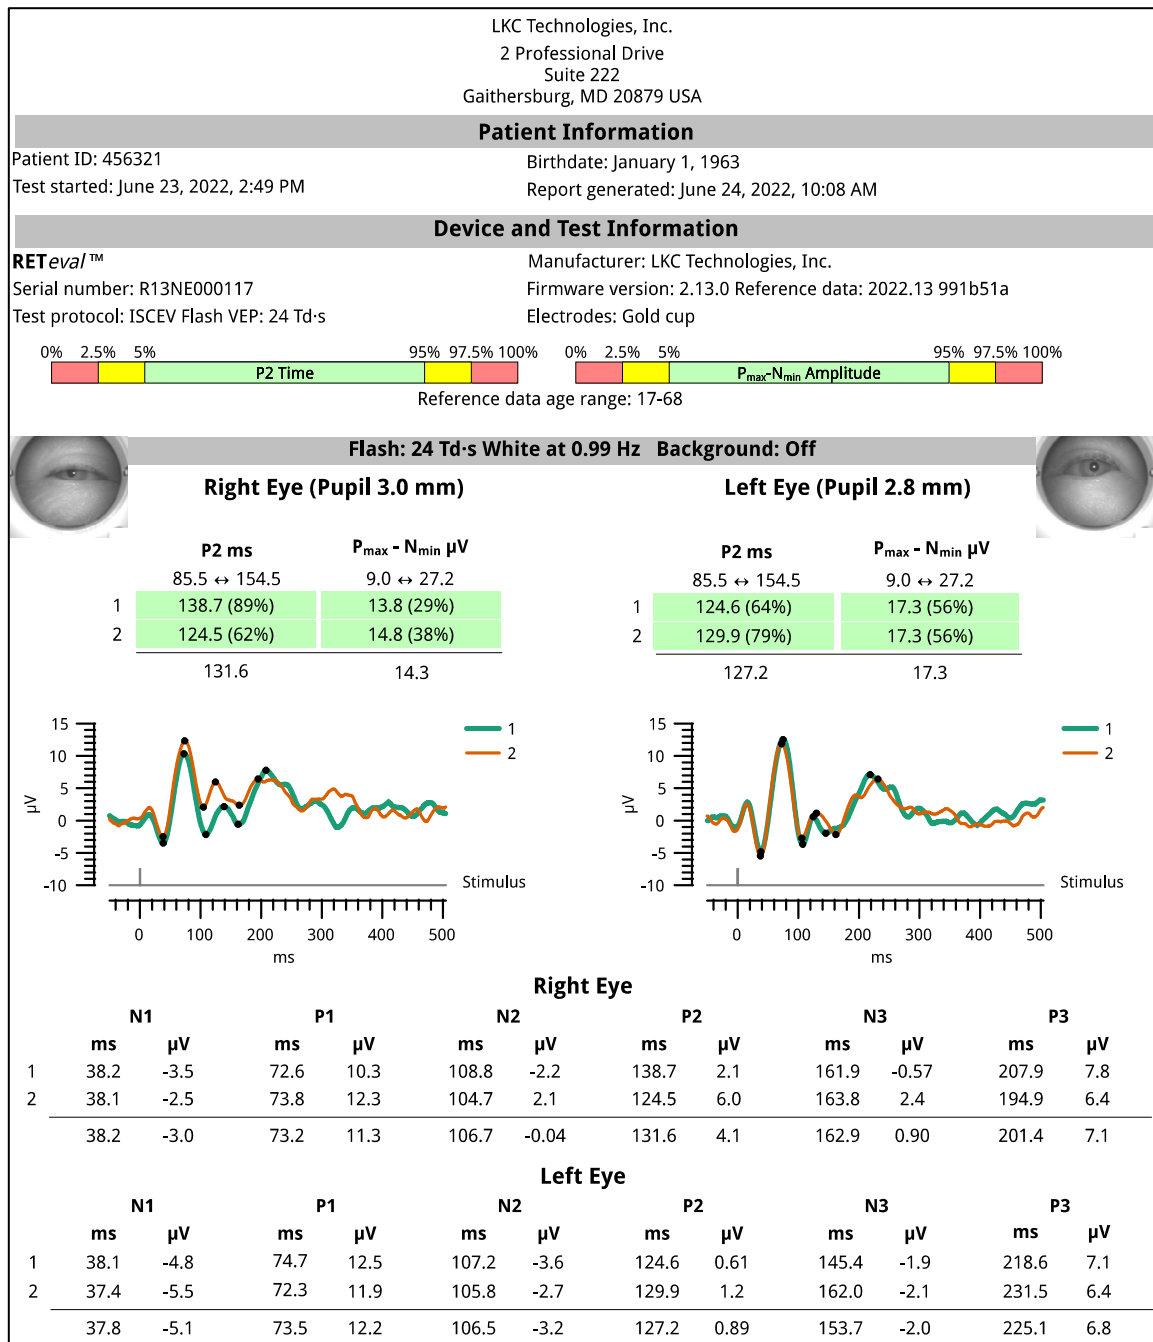 LKC Technologies, Inc.
2 Professional Drive
Suite 222
Gaithersburg, MD 20879 USA
Patient Information
Patient ID: 456321 Birthdate: January 1, 1963
Test started: June 23, 2022, 2:49 PM Report generated: June 24, 2022, 10:08 AM
Device and Test Information
RETeval ™ Manufacturer: LKC Technologies, Inc.
Serial number: R13NE000117 Firmware version: 2.13.0 Reference data: 2022.13 991b51a
Test protocol: ISCEV Flash VEP: 24 Td·s Electrodes: Gold cup
0% 2.5% 5% 95% 97.5% 100% 0% 2.5% 5% 95% 97.5% 100%
P2 Time Pmax-Nmin Amplitude
Reference data age range: 17-68
Flash: 24 Td·s White at 0.99 Hz Background: Off
Right Eye (Pupil 3.0 mm) Left Eye (Pupil 2.8 mm)
P2 ms Pmax - Nmin µV P2 ms Pmax - Nmin µV
85.5 ↔ 154.5 9.0 ↔ 27.2 85.5 ↔ 154.5 9.0 ↔ 27.2
1 138.7 (89%) 13.8 (29%) 1 124.6 (64%) 17.3 (56%)
2 124.5 (62%) 14.8 (38%) 2 129.9 (79%) 17.3 (56%)
131.6 14.3 127.2 17.3
15 1 15 1
10 2 10 2
5 5
µV 0 µV 0
-5 -5
-10 Stimulus -10 Stimulus
0 100 200 300 400 500 0 100 200 300 400 500
ms ms
Right Eye
N1 P1 N2 P2 N3 P3
ms µV ms µV ms µV ms µV ms µV ms µV
1 38.2 -3.5 72.6 10.3 108.8 -2.2 138.7 2.1 161.9 -0.57 207.9 7.8
2 38.1 -2.5 73.8 12.3 104.7 2.1 124.5 6.0 163.8 2.4 194.9 6.4
38.2 -3.0 73.2 11.3 106.7 -0.04 131.6 4.1 162.9 0.90 201.4 7.1
Left Eye
N1 P1 N2 P2 N3 P3
ms µV ms µV ms µV ms µV ms µV ms µV
1 38.1 -4.8 74.7 12.5 107.2 -3.6 124.6 0.61 145.4 -1.9 218.6 7.1
2 37.4 -5.5 72.3 11.9 105.8 -2.7 129.9 1.2 162.0 -2.1 231.5 6.4
37.8 -5.1 73.5 12.2 106.5 -3.2 127.2 0.89 153.7 -2.0 225.1 6.8